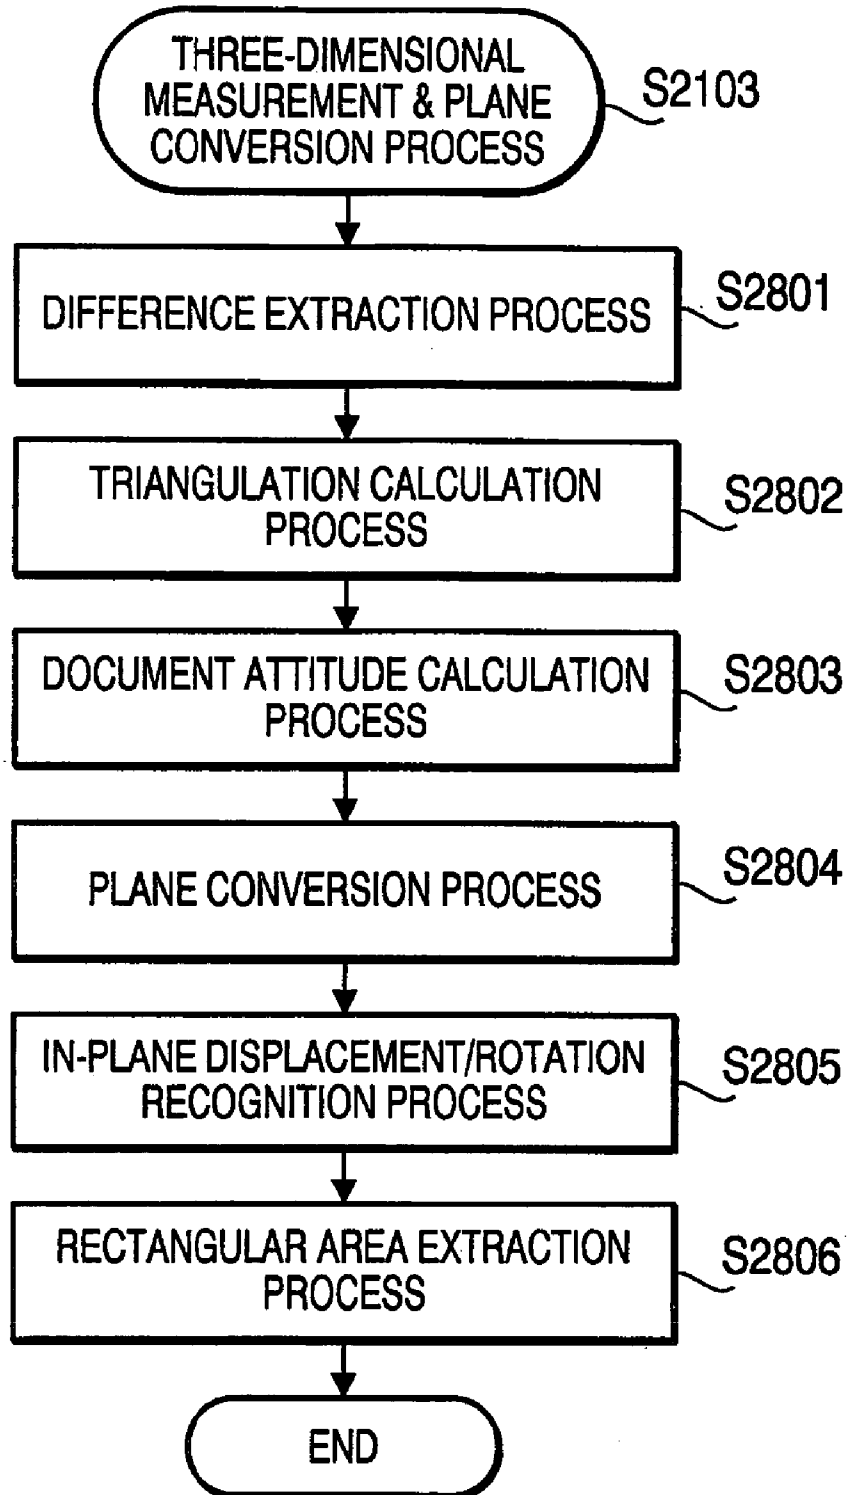 THREE-DIMENSIONAL
MEASUREMENT & PLANE
CONVERSION PROCESS
S2103
DIFFERENCE EXTRACTION PROCESS
S2801
TRIANGULATION CALCULATION
PROCESS
S2802
DOCUMENT ATTITUDE CALCULATION
PROCESS
S2803
PLANE CONVERSION PROCESS
S2804
IN-PLANE DISPLACEMENT/ROTATION
RECOGNITION PROCESS
S2805
RECTANGULAR AREA EXTRACTION
PROCESS
S2806
END